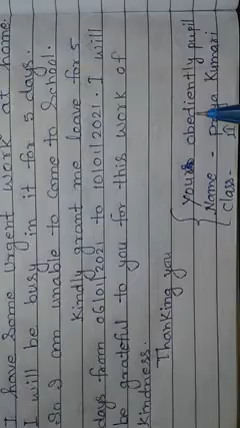 I have some urgent work at home.
I will be busy in it for 5 days.
So I am unable to come to School.
Kindly grant me leave for 5
days from 06|01|2021 to 10|01|2021. I will
be grateful to you for this work of
kindness.
Thanking you
Yours obediently pupil
Name - Kumari
Class-